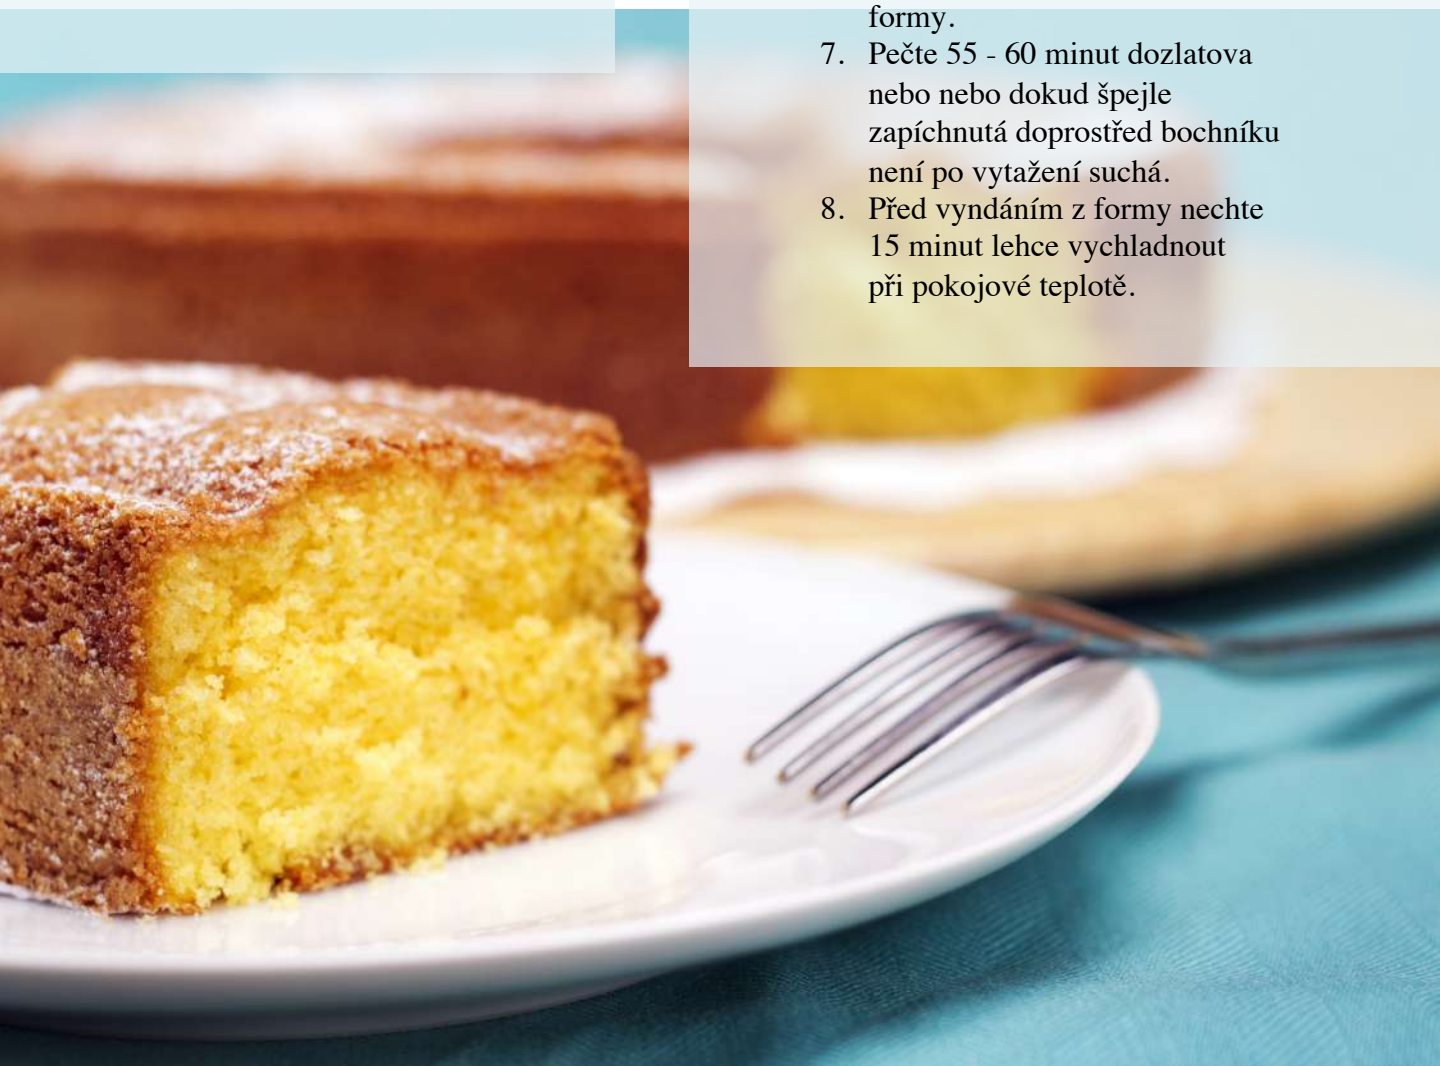 formy.
7. Pečte 55 - 60 minut dozlatova
nebo nebo dokud špejle
zapíchnutá doprostřed bochníku
není po vytažení suchá.
8. Před vyndáním z formy nechte
15 minut lehce vychladnout
při pokojové teplotě.